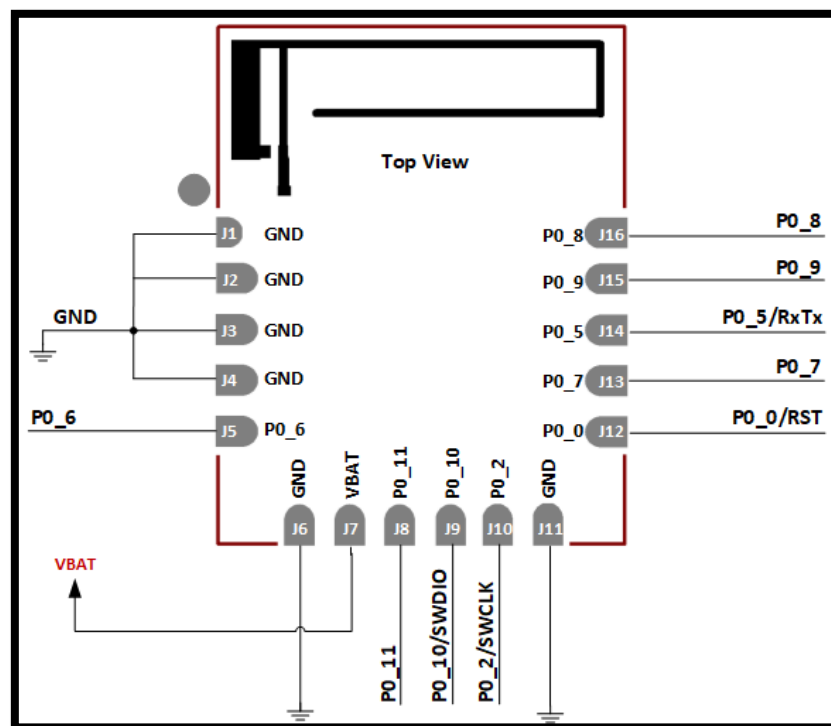 Top View
J1 GND
P0_8 J16
P0_8
J2 GND
P0_9 J15
P0_9
GND
J3 GND
P0_5 J14
P0_5/RxTx
J4 GND
P0_7 J13
P0_7
P0_6
J5 P0_6
P0_0 J12
P0_0/RST
GND
VBAT
P0_11
P0_10
P0_2
GND
J6
J7
J8
J9
J10
J11
VBAT
P0_11
P0_10/SWDIO
P0_2/SWCLK